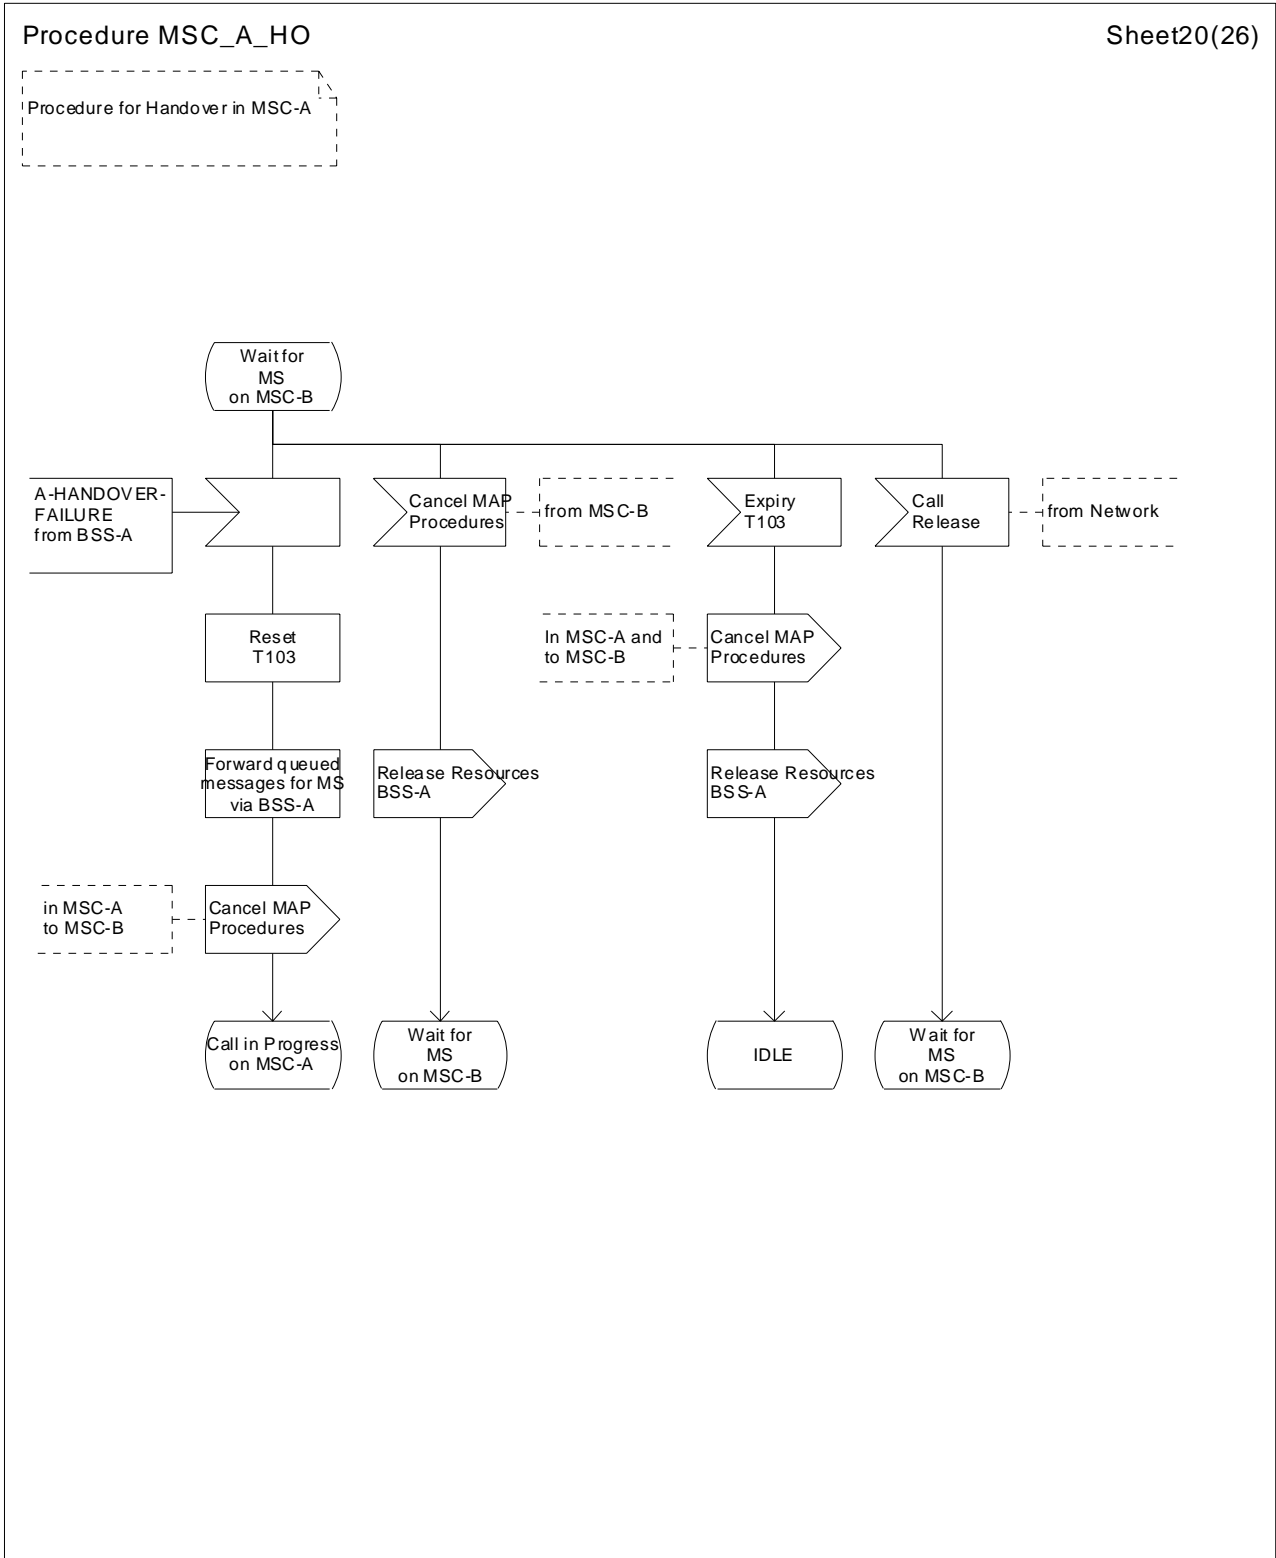 Procedure MSC_A_HO
Sheet20(26)
Procedure for Handover in MSC-A
Wait for
MS
on MSC-B
A-HANDOVER-
FAILURE
from BSS-A
Cancel MAP
Procedures
from MSC-B
Expiry
T103
Call
Release
from Network
Reset
T103
In MSC-A and
to MSC-B
Cancel MAP
Procedures
Forward queued
messages for MS
via BSS-A
Release Resources
BSS-A
Release Resources
BSS-A
in MSC-A
to MSC-B
Cancel MAP
Procedures
Call in Progress
on MSC-A
Wait for
MS
on MSC-B
IDLE
Wait for
MS
on MSC-B